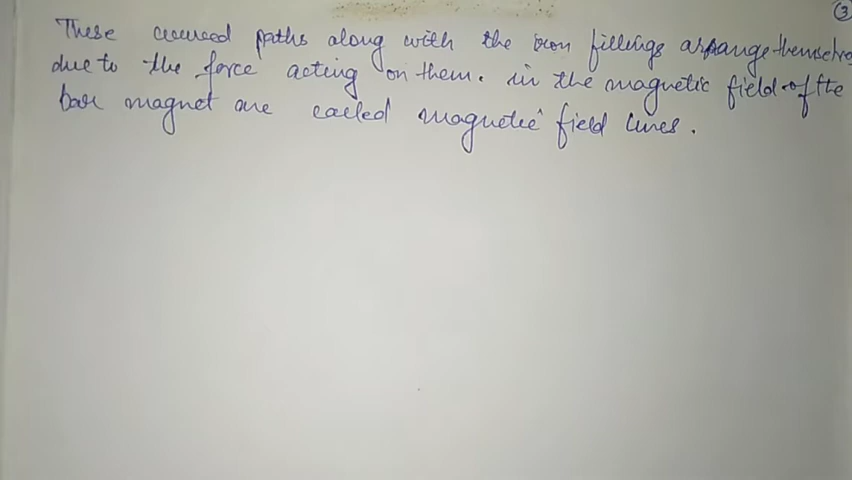 3
These curved paths along with the iron fillings arrange themselves
due to the force acting on them. in the magnetic field of the
bar magnet are called magnetic field lines.